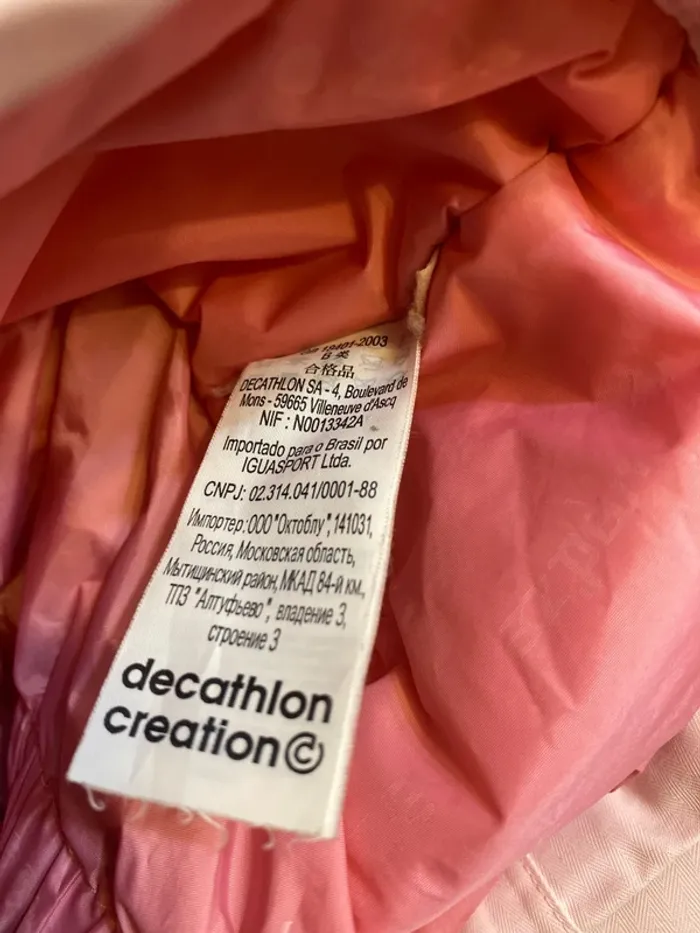 18401-2003
B 类
合格品
DECATHLON SA - 4, Boulevard de
Mons - 59665 Villeneuve d'Ascq
NIF : N0013342A
Importado para o Brasil por
IGUASPORT Ltda.
CNPJ: 02.314.041/0001-88
Импортер: ООО "Октоблу", 141031,
Россия, Московская область,
Мытищинский район, МКАД 84-й км.,
ТПЗ "Алтуфьево", владение 3,
строение 3
decathlon
creation©